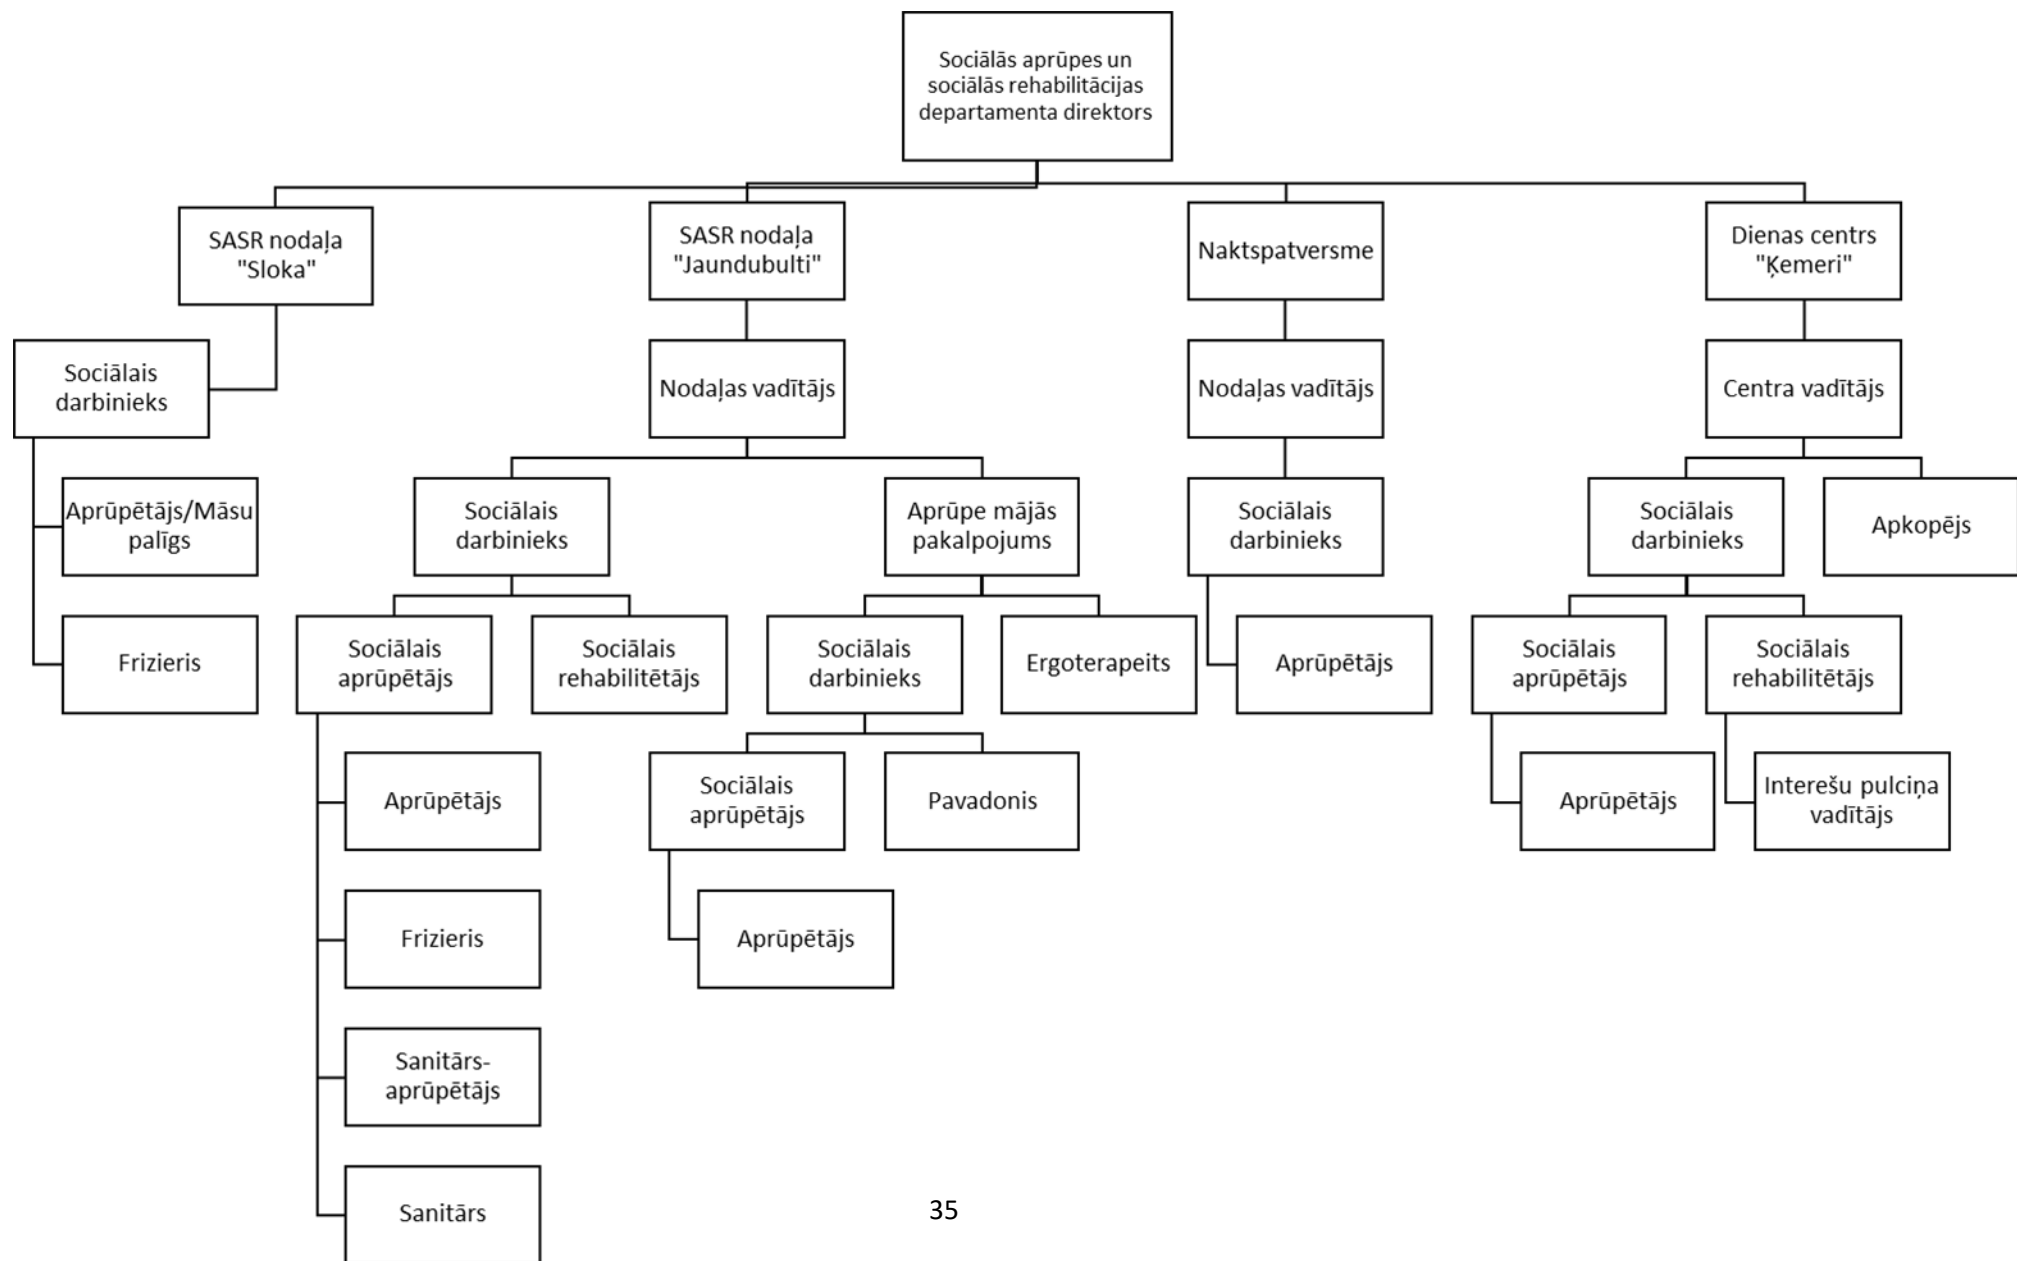 Sociālās aprūpes un
sociālās rehabilitācijas
departamenta direktors
SASR nodaļa
"Sloka"
SASR nodaļa
"Jaundubulti"
Naktspatversme
Dienas centrs
"Ķemeri"
Sociālais
darbinieks
Nodaļas vadītājs
Nodaļas vadītājs
Centra vadītājs
Aprūpētājs/Māsu
palīgs
Sociālais
darbinieks
Aprūpe mājās
pakalpojums
Sociālais
darbinieks
Sociālais
darbinieks
Apkopējs
Frizieris
Sociālais
aprūpētājs
Sociālais
rehabilitētājs
Sociālais
darbinieks
Ergoterapeits
Aprūpētājs
Sociālais
aprūpētājs
Sociālais
rehabilitētājs
Aprūpētājs
Sociālais
aprūpētājs
Pavadonis
Aprūpētājs
Interešu pulciņa
vadītājs
Frizieris
Aprūpētājs
Sanitārs-
aprūpētājs
Sanitārs
35